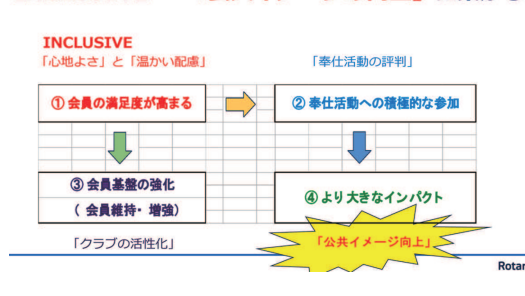 INCLUSIVE
「心地よさ」と「温かい配慮」
「奉仕活動の評判」
① 会員の満足度が高まる
② 奉仕活動への積極的な参加
③ 会員基盤の強化
（ 会員維持・増強）
④ より大きなインパクト
「クラブの活性化」
「公共イメージ向上」
Rotar